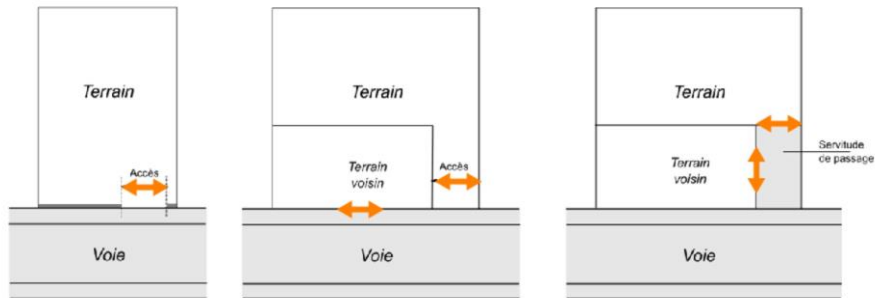 Terrain
Accès
Voie
Terrain
Terrain
voisin
Accès
Voie
Terrain
Terrain
voisin
Servitude
de passage
Voie